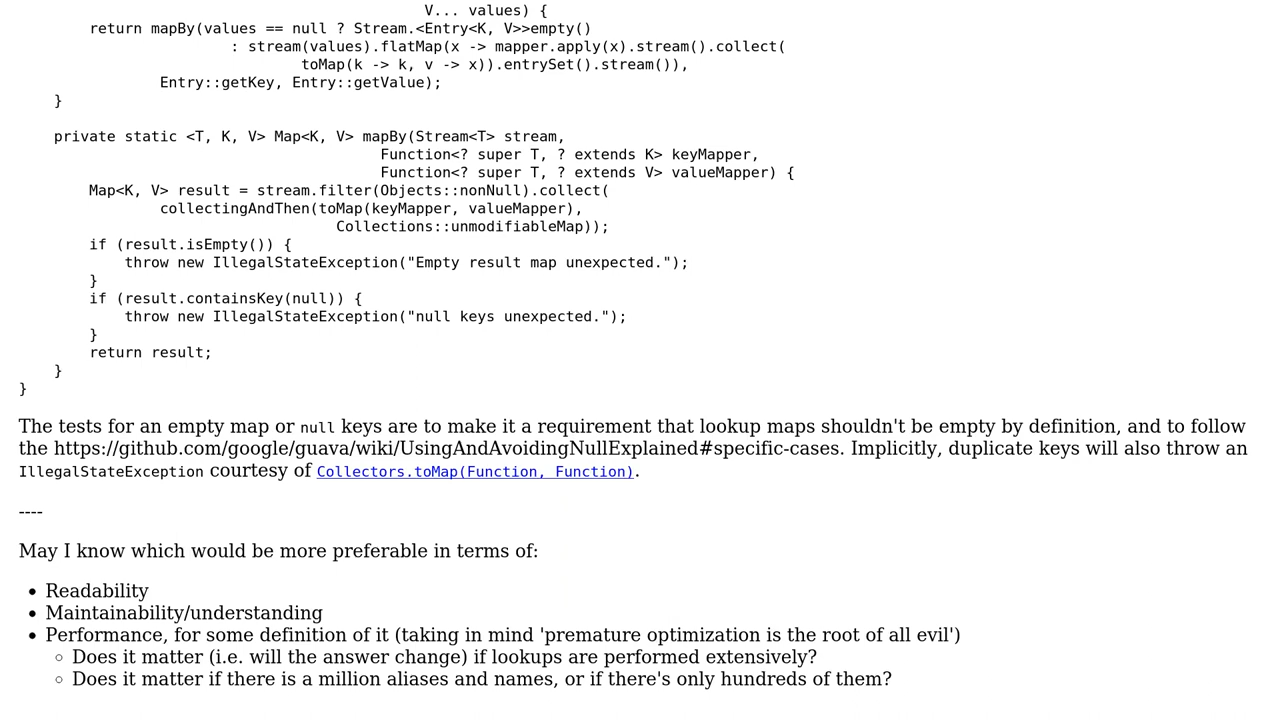 V... values) {
return mapBy(values == null ? Stream.<Entry<K, V>>empty()
: stream(values).flatMap(x -> mapper.apply(x).stream().collect(
toMap(k -> k, v -> x)).entrySet().stream()),
Entry::getKey, Entry::getValue);
}
private static <T, K, V> Map<K, V> mapBy(Stream<T> stream,
Function<? super T, ? extends K> keyMapper,
Function<? super T, ? extends V> valueMapper) {
Map<K, V> result = stream.filter(Objects::nonNull).collect(
collectingAndThen(toMap(keyMapper, valueMapper),
Collections::unmodifiableMap));
if (result.isEmpty()) {
throw new IllegalStateException("Empty result map unexpected.");
}
if (result.containsKey(null)) {
throw new IllegalStateException("null keys unexpected.");
}
return result;
}
}
The tests for an empty map or null keys are to make it a requirement that lookup maps shouldn't be empty by definition, and to follow
the https://github.com/google/guava/wiki/UsingAndAvoidingNullExplained#specific-cases. Implicitly, duplicate keys will also throw an
IllegalStateException courtesy of Collectors.toMap(Function, Function).
----
May I know which would be more preferable in terms of:
• Readability
• Maintainability/understanding
• Performance, for some definition of it (taking in mind 'premature optimization is the root of all evil')
◦ Does it matter (i.e. will the answer change) if lookups are performed extensively?
◦ Does it matter if there is a million aliases and names, or if there's only hundreds of them?